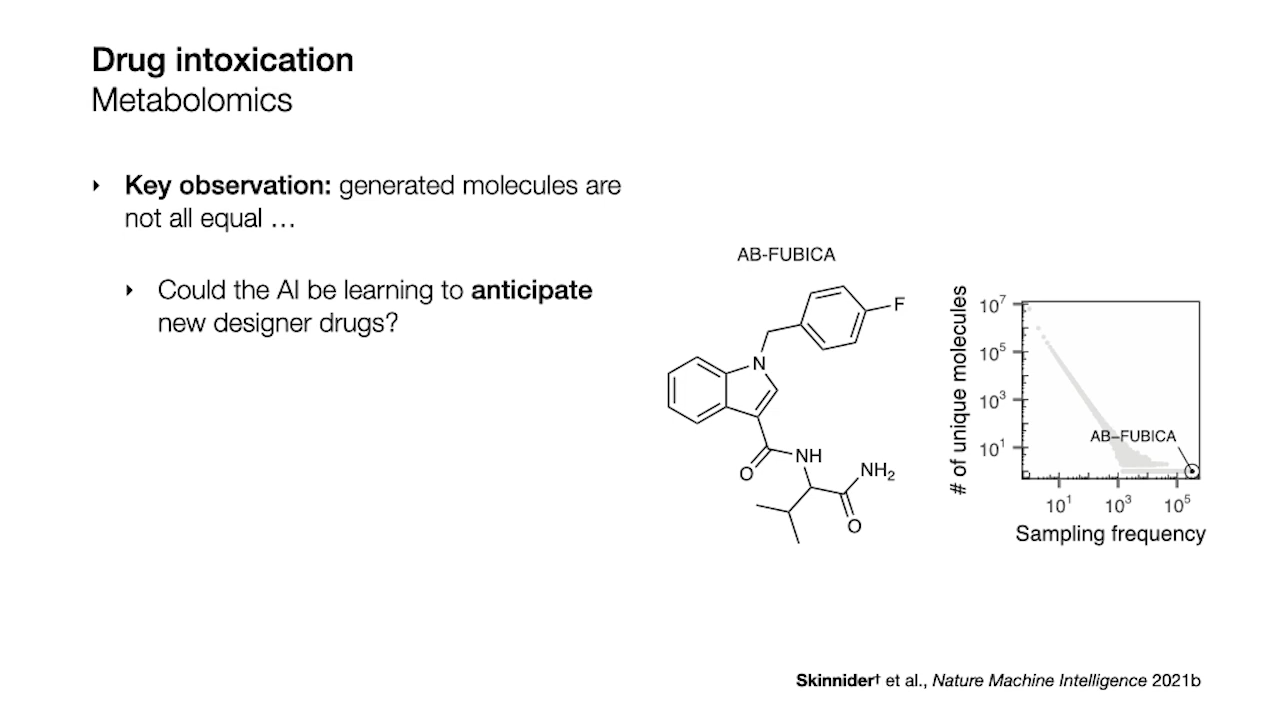 Drug intoxication
Metabolomics
‣ Key observation: generated molecules are
not all equal …
‣ Could the AI be learning to anticipate
new designer drugs?
AB-FUBICA
F
N
NH
O
NH₂
O
# of unique molecules
10⁷
10⁵
10³
10¹
AB–FUBICA
10¹ 10³ 10⁵
Sampling frequency
Skinnider† et al., Nature Machine Intelligence 2021b